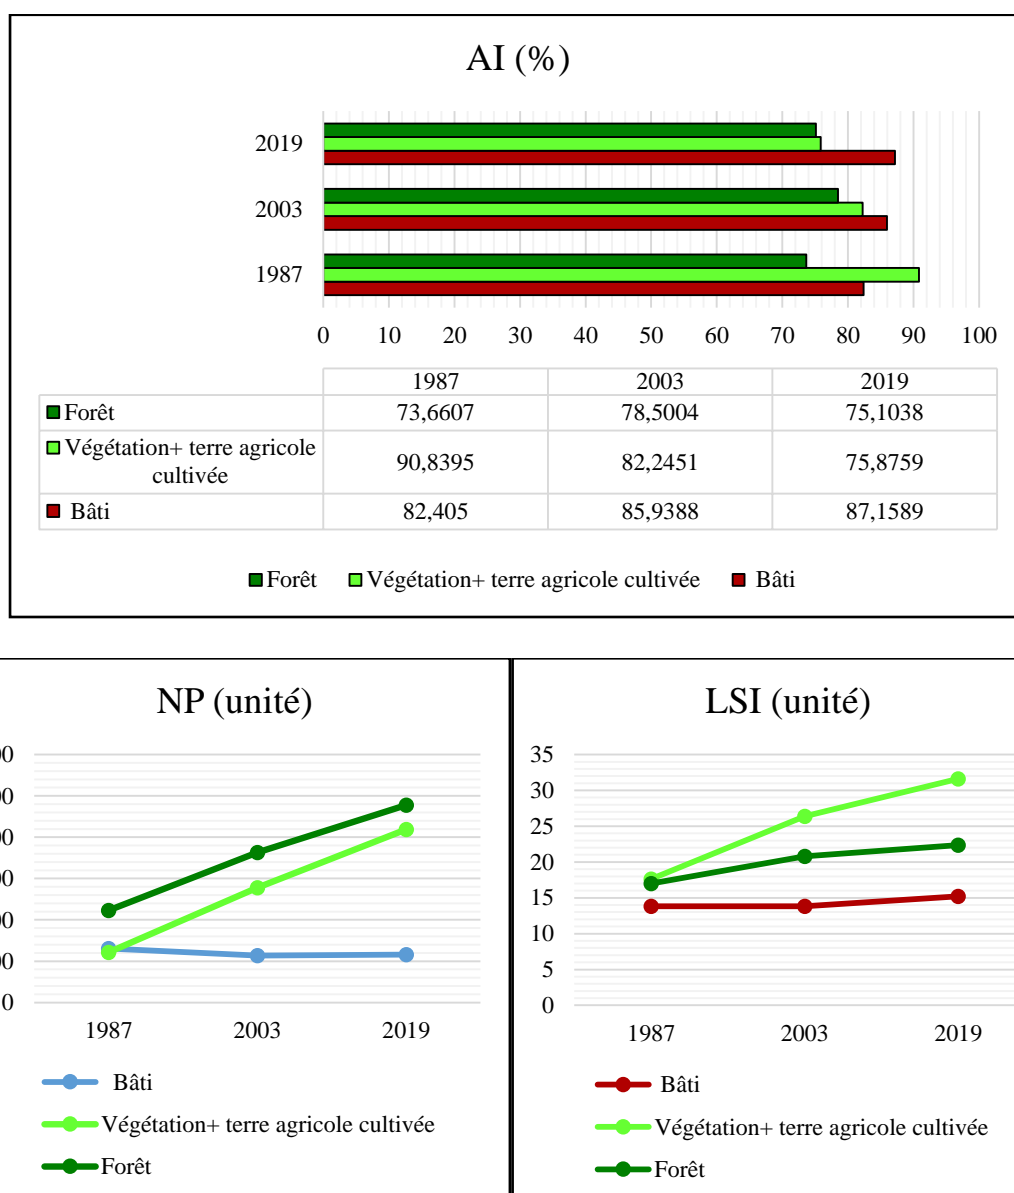 AI (%)
2019
2003
1987
0 10 20 30 40 50 60 70 80 90 100
1987 2003 2019
Forêt 73,6607 78,5004 75,1038
Végétation+ terre agricole
cultivée 90,8395 82,2451 75,8759
Bâti 82,405 85,9388 87,1589
Forêt Végétation+ terre agricole cultivée Bâti
NP (unité)
0
1987 2003 2019
Bâti
Végétation+ terre agricole cultivée
Forêt
LSI (unité)
35
30
25
20
15
10
5
0
1987 2003 2019
Bâti
Végétation+ terre agricole cultivée
Forêt